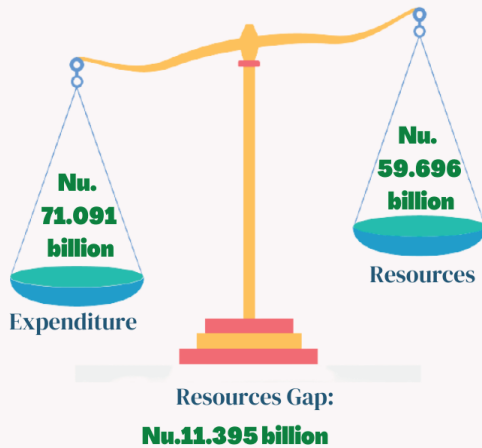 Nu.
71.091
billion
Expenditure
Nu.
59.696
billion
Resources
Resources Gap:
Nu.11.395 billion